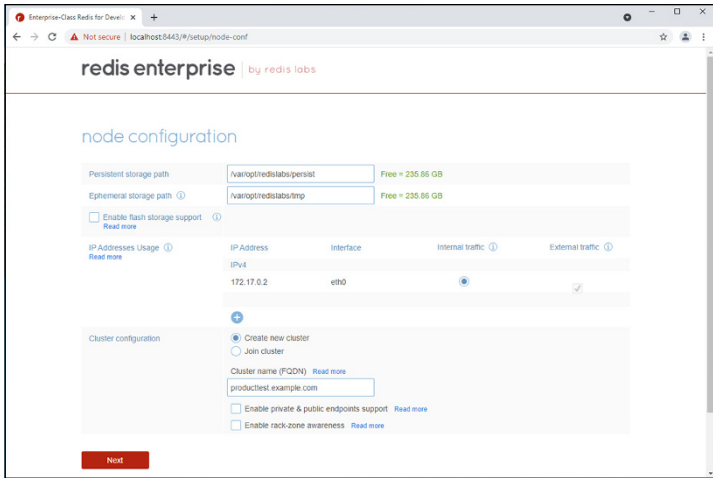 Enterprise-Class Redis for Develo
Not secure | localhost:8443/#/setup/node-conf
redis enterprise | by redis labs
node configuration
Persistent storage path /var/opt/redislabs/persist Free = 235.86 GB
Ephemeral storage path /var/opt/redislabs/tmp Free = 235.86 GB
Enable flash storage support
Read more
IP Addresses Usage IP Address Interface Internal traffic External traffic
Read more
IPv4
172.17.0.2 eth0
Cluster configuration Create new cluster
Join cluster
Cluster name (FQDN) Read more
producttest.example.com
Enable private & public endpoints support Read more
Enable rack-zone awareness Read more
Next